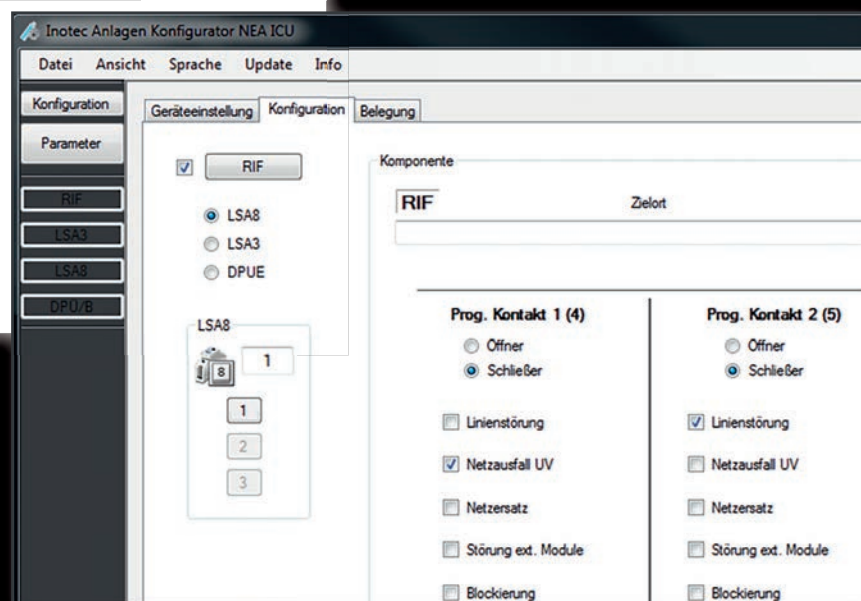 Inotec Anlagen Konfigurator NEA ICU
Datei Ansicht Sprache Update Info
Konfiguration
Parameter
RIF
LSA3
LSA8
DPÜ/B
Geräteeinstellung Konfiguration Belegung
RIF
LSA8
LSA3
DPUE
LSA8
8
1
1
2
3
Komponente
RIF Zielort
Prog. Kontakt 1 (4)
Öffner
Schließer
Linienstörung
Netzausfall UV
Netzersatz
Störung ext. Module
Blockierung
Prog. Kontakt 2 (5)
Öffner
Schließer
Linienstörung
Netzausfall UV
Netzersatz
Störung ext. Module
Blockierung